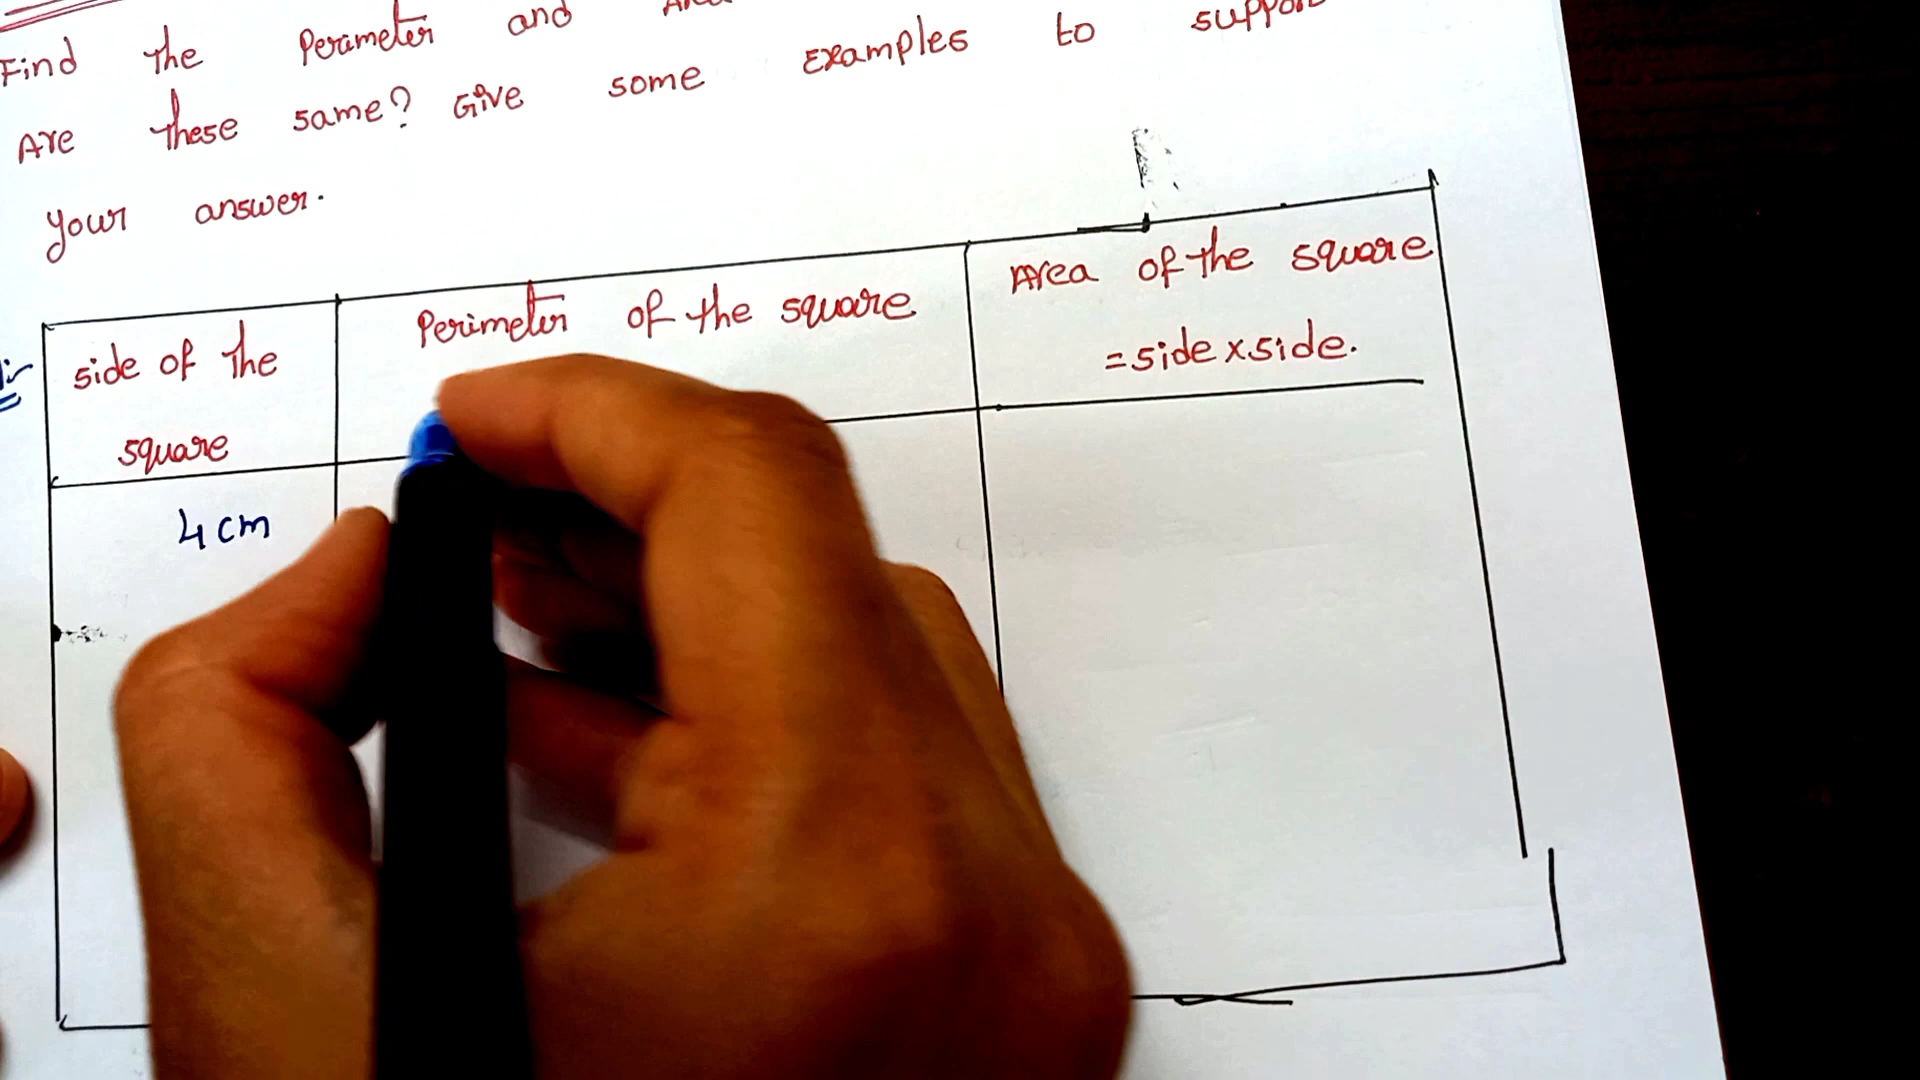 Find the Perimeter and
Are these same? Give some Examples to
your answer.
side of the
square
Perimeter of the square
Area of the square
=side x side.
4 cm